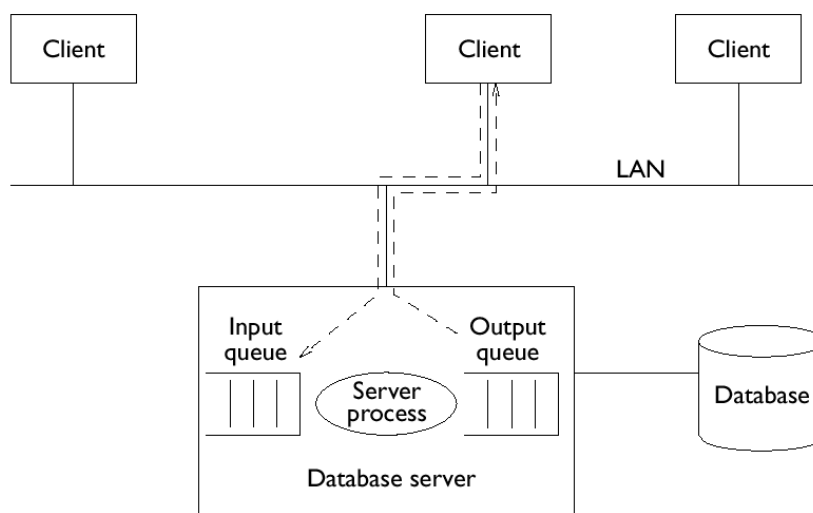 Client
Client
Client
LAN
Input
queue
Output
queue
Server
process
Database
Database server